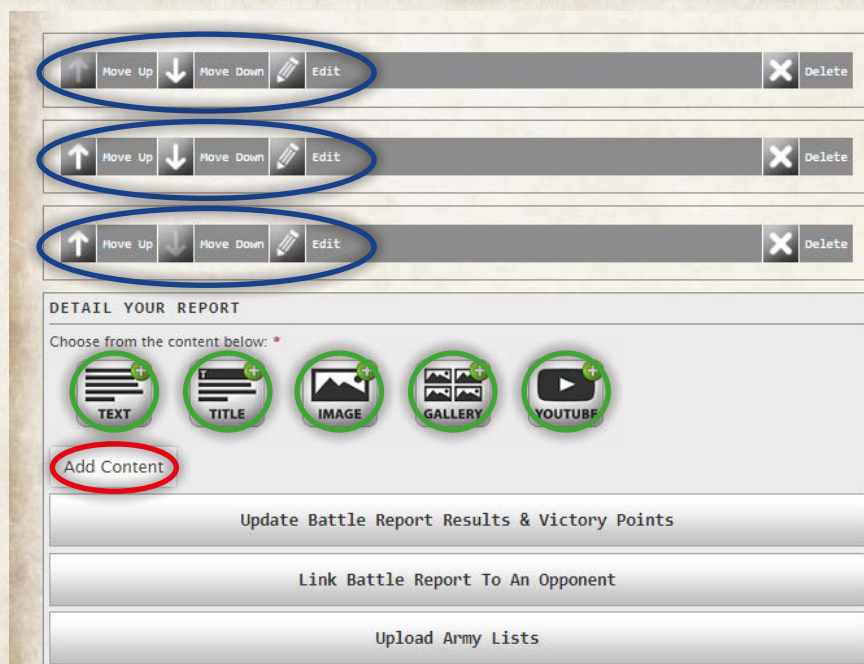 Move Up Move Down Edit Delete
Move Up Move Down Edit Delete
Move Up Move Down Edit Delete
DETAIL YOUR REPORT
Choose from the content below: *
TEXT TITLE IMAGE GALLERY YOUTUBE
Add Content
Update Battle Report Results & Victory Points
Link Battle Report To An Opponent
Upload Army Lists